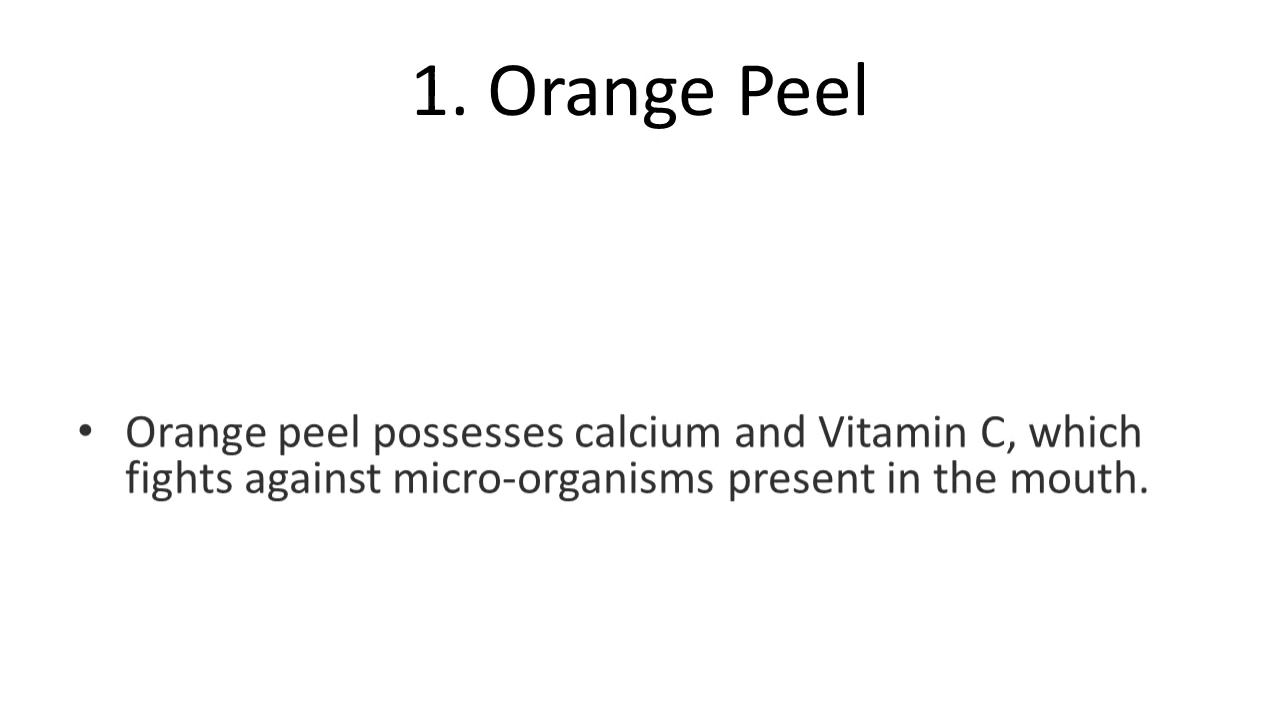 1. Orange Peel
• Orange peel possesses calcium and Vitamin C, which
fights against micro-organisms present in the mouth.